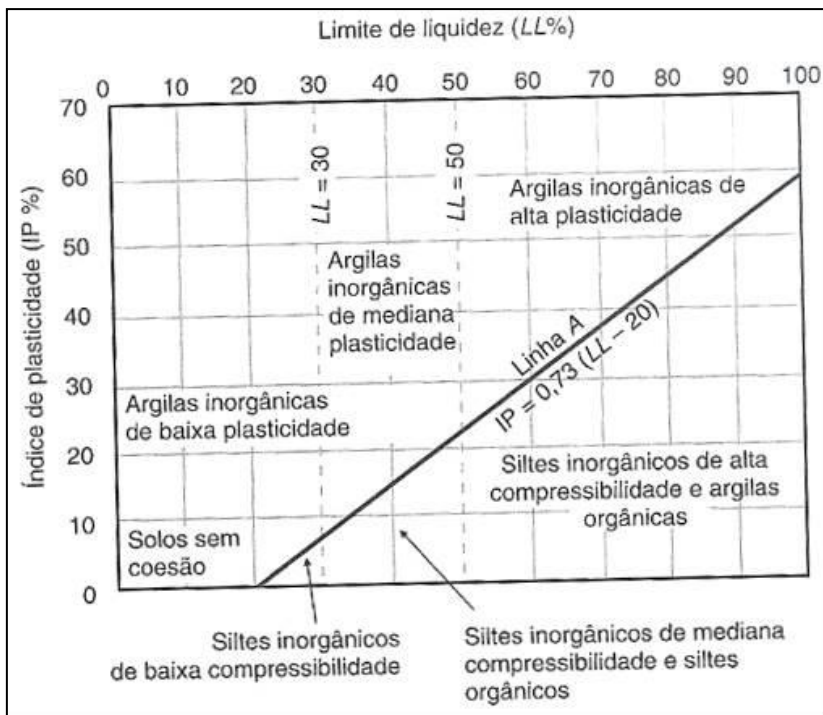 Limite de liquidez (LL%)
0 10 20 30 40 50 60 70 80 90 100
Índice de plasticidade (IP %)
70
60
50
40
30
20
10
0
LL = 30
LL = 50
Argilas inorgânicas de
alta plasticidade
Argilas
inorgânicas
de mediana
plasticidade
Linha A
IP = 0,73 (LL – 20)
Argilas inorgânicas
de baixa plasticidade
Siltes inorgânicos de alta
compressibilidade e argilas
orgânicas
Solos sem
coesão
Siltes inorgânicos
de baixa compressibilidade
Siltes inorgânicos de mediana
compressibilidade e siltes
orgânicos